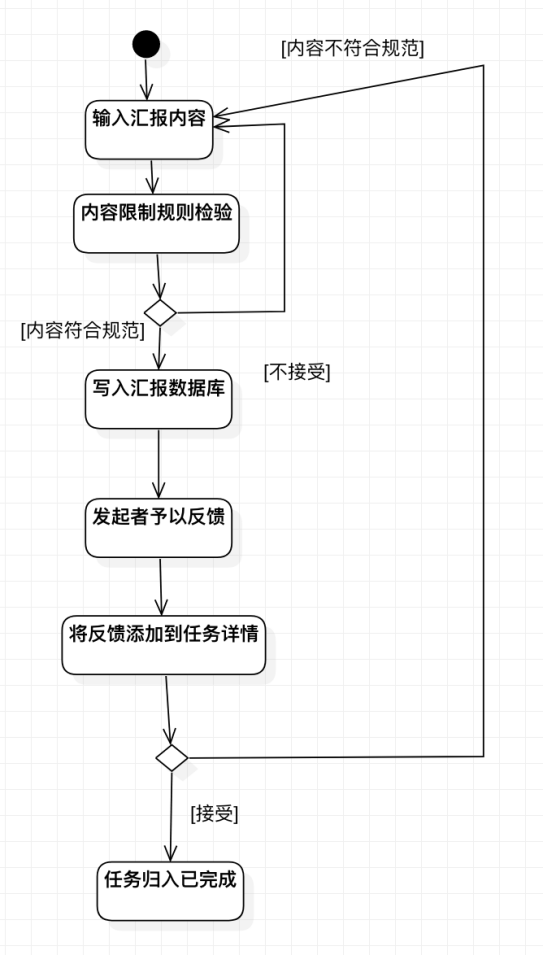 [内容不符合规范]
输入汇报内容
内容限制规则检验
[内容符合规范]
[不接受]
写入汇报数据库
发起者予以反馈
将反馈添加到任务详情
[接受]
任务归入已完成